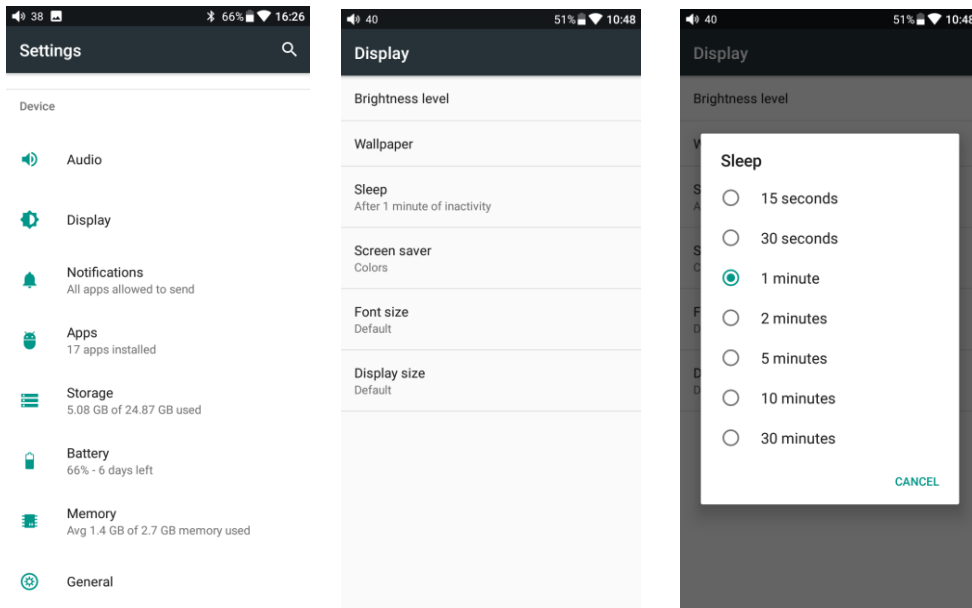 38 66% 16:26
Settings
Device
Audio
Display
Notifications
All apps allowed to send
Apps
17 apps installed
Storage
5.08 GB of 24.87 GB used
Battery
66% - 6 days left
Memory
Avg 1.4 GB of 2.7 GB memory used
General
40 51% 10:48
Display
Brightness level
Wallpaper
Sleep
After 1 minute of inactivity
Screen saver
Colors
Font size
Default
Display size
Default
40 51% 10:48
Display
Brightness level
Sleep
15 seconds
30 seconds
1 minute
2 minutes
5 minutes
10 minutes
30 minutes
CANCEL